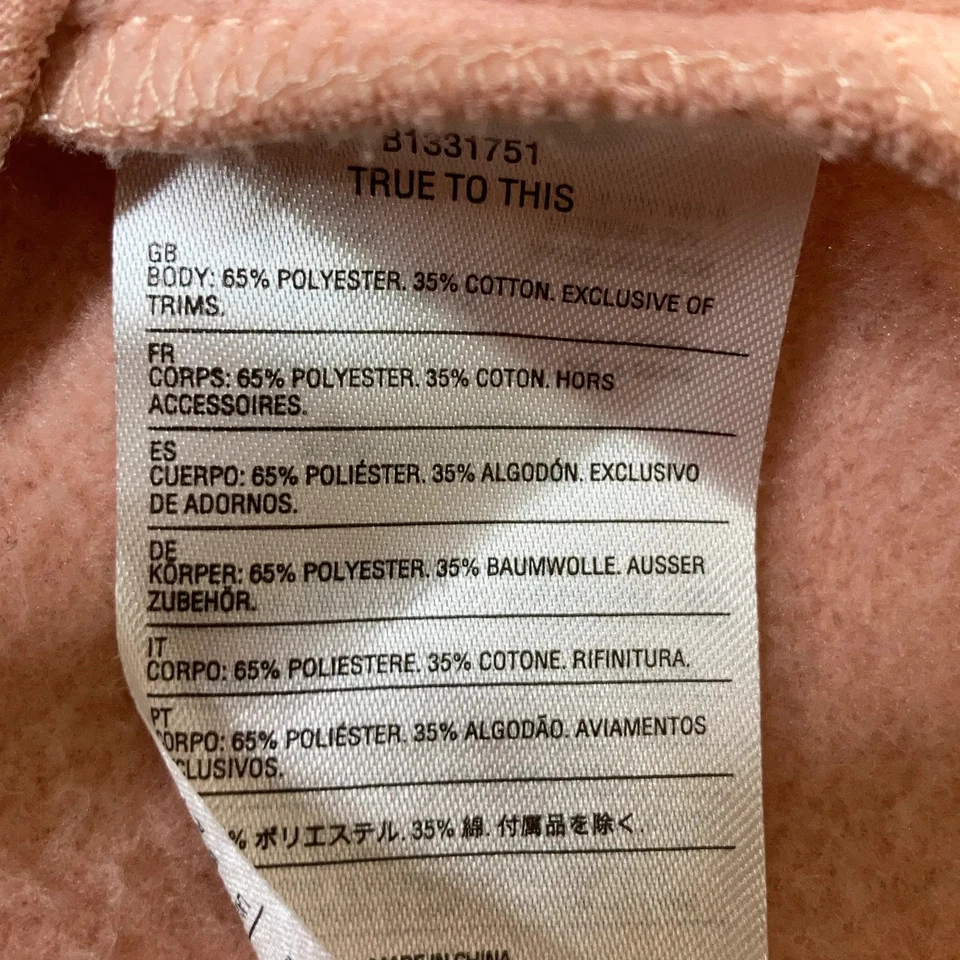 B1331751
TRUE TO THIS
GB
BODY: 65% POLYESTER. 35% COTTON. EXCLUSIVE OF
TRIMS.
FR
CORPS: 65% POLYESTER. 35% COTON. HORS
ACCESSOIRES.
ES
CUERPO: 65% POLIÉSTER. 35% ALGODÓN. EXCLUSIVO
DE ADORNOS.
DE
KÖRPER: 65% POLYESTER. 35% BAUMWOLLE. AUSSER
ZUBEHÖR.
IT
CORPO: 65% POLIESTERE. 35% COTONE. RIFINITURA.
PT
ORPO: 65% POLIÉSTER. 35% ALGODÃO. AVIAMENTOS
CLUSIVOS.
% ポリエステル. 35% 綿. 付属品を除く.
MADE IN CHINA